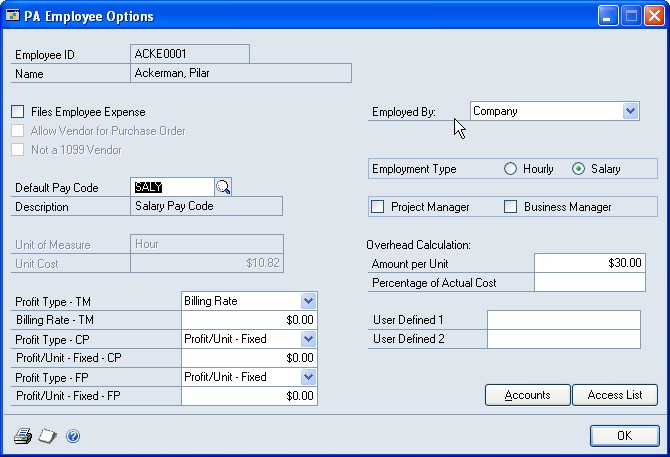 PA Employee Options
Employee ID ACKE0001
Name Ackerman, Pilar
Files Employee Expense
Allow Vendor for Purchase Order
Not a 1099 Vendor
Employed By: Company
Employment Type Hourly Salary
Default Pay Code SALY
Description Salary Pay Code
Project Manager Business Manager
Unit of Measure Hour
Unit Cost $10.82
Overhead Calculation:
Amount per Unit $30.00
Percentage of Actual Cost
Profit Type - TM Billing Rate
Billing Rate - TM $0.00
Profit Type - CP Profit/Unit - Fixed
Profit/Unit - Fixed - CP $0.00
Profit Type - FP Profit/Unit - Fixed
Profit/Unit - Fixed - FP $0.00
User Defined 1
User Defined 2
Accounts Access List
OK